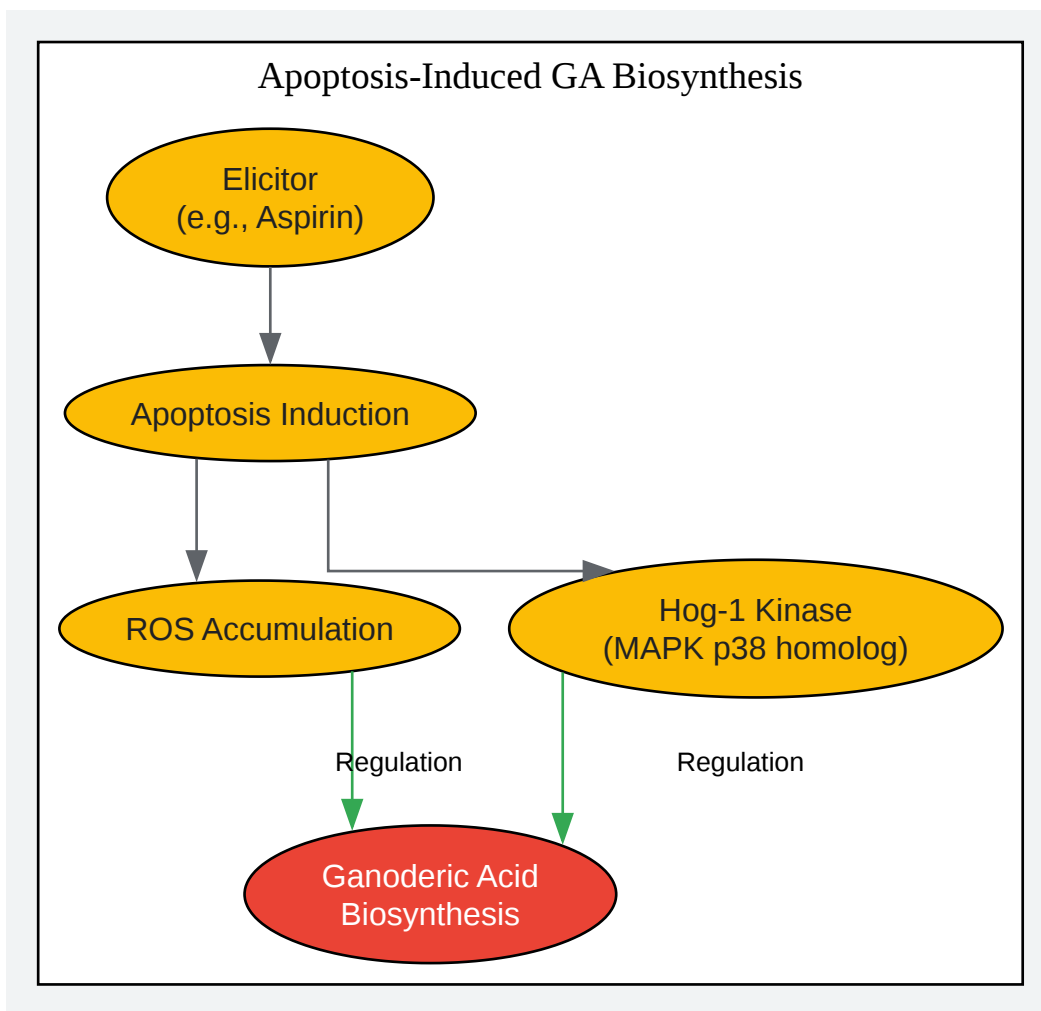 Apoptosis-Induced GA Biosynthesis
Elicitor
(e.g., Aspirin)
Apoptosis Induction
ROS Accumulation
Hog-1 Kinase
(MAPK p38 homolog)
Regulation
Regulation
Ganoderic Acid
Biosynthesis